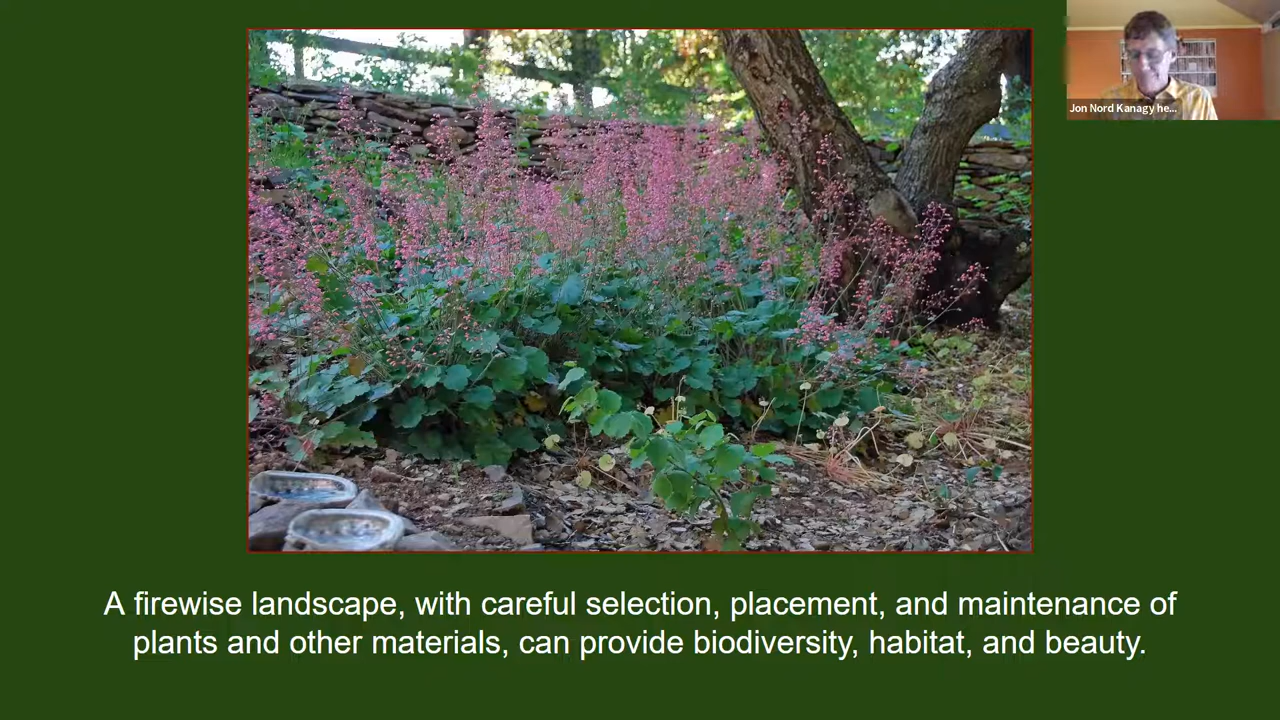 Jon Nord Kanagy he...
A firewise landscape, with careful selection, placement, and maintenance of
plants and other materials, can provide biodiversity, habitat, and beauty.